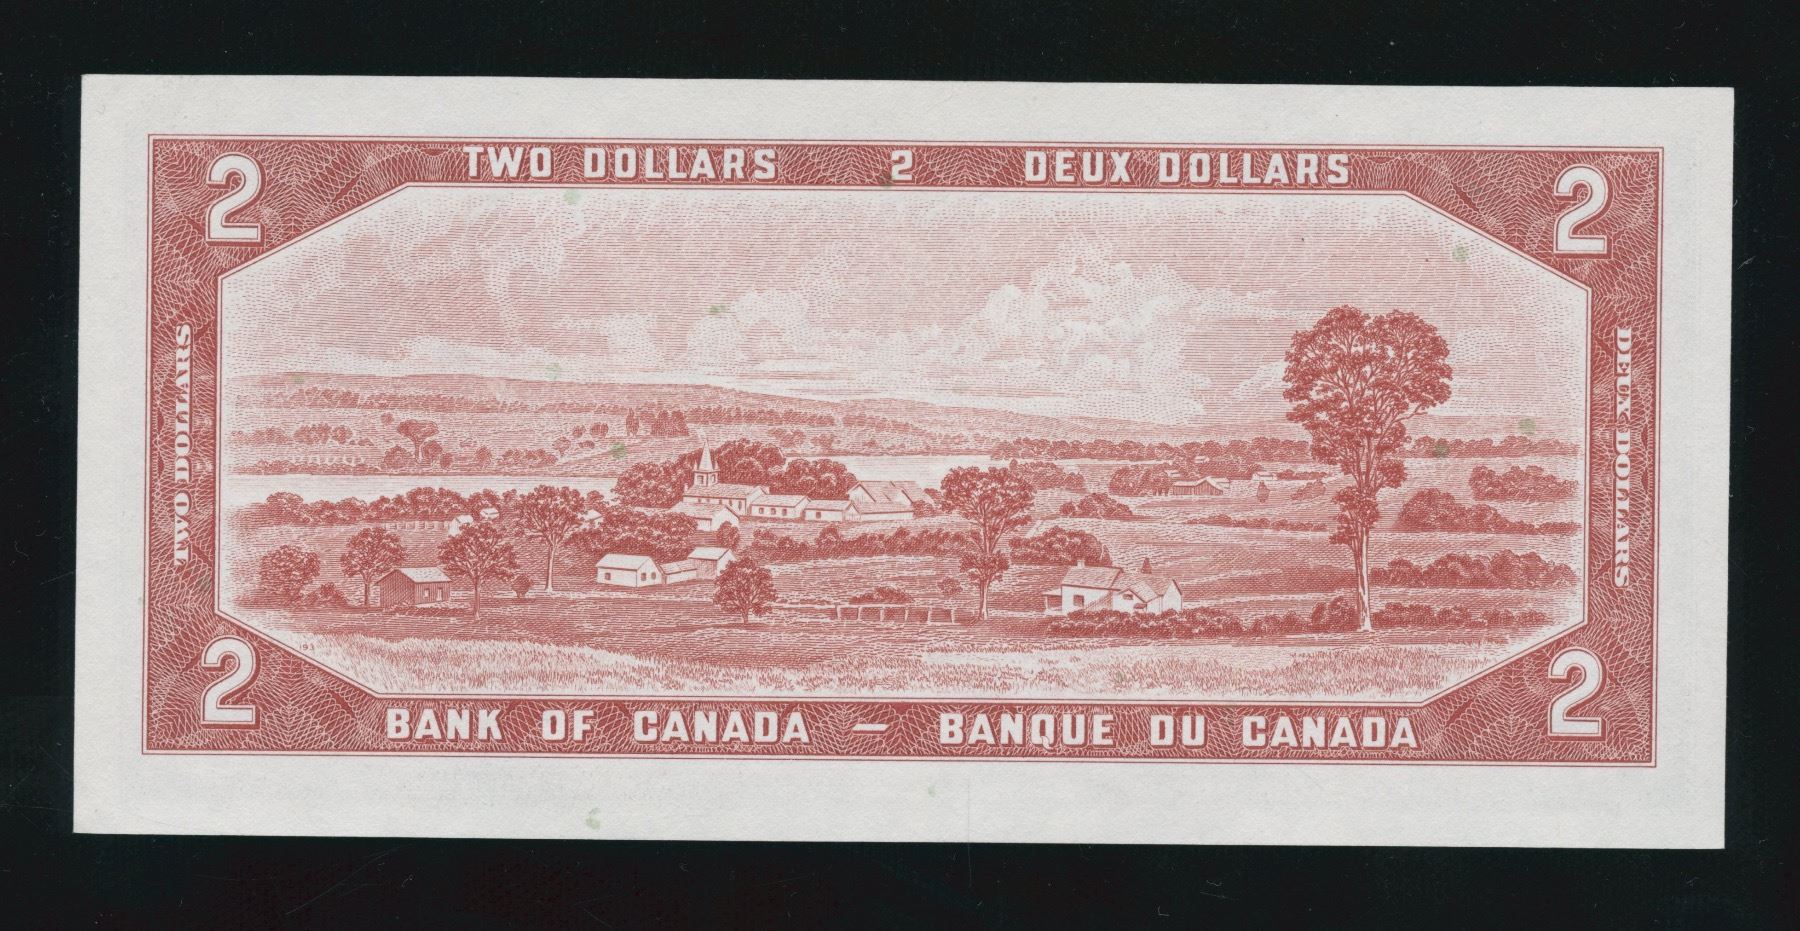 2 TWO DOLLARS 2 DEUX DOLLARS 2
TWO DOLLARS
DEUX DOLLARS
193
2 BANK OF CANADA — BANQUE DU CANADA 2